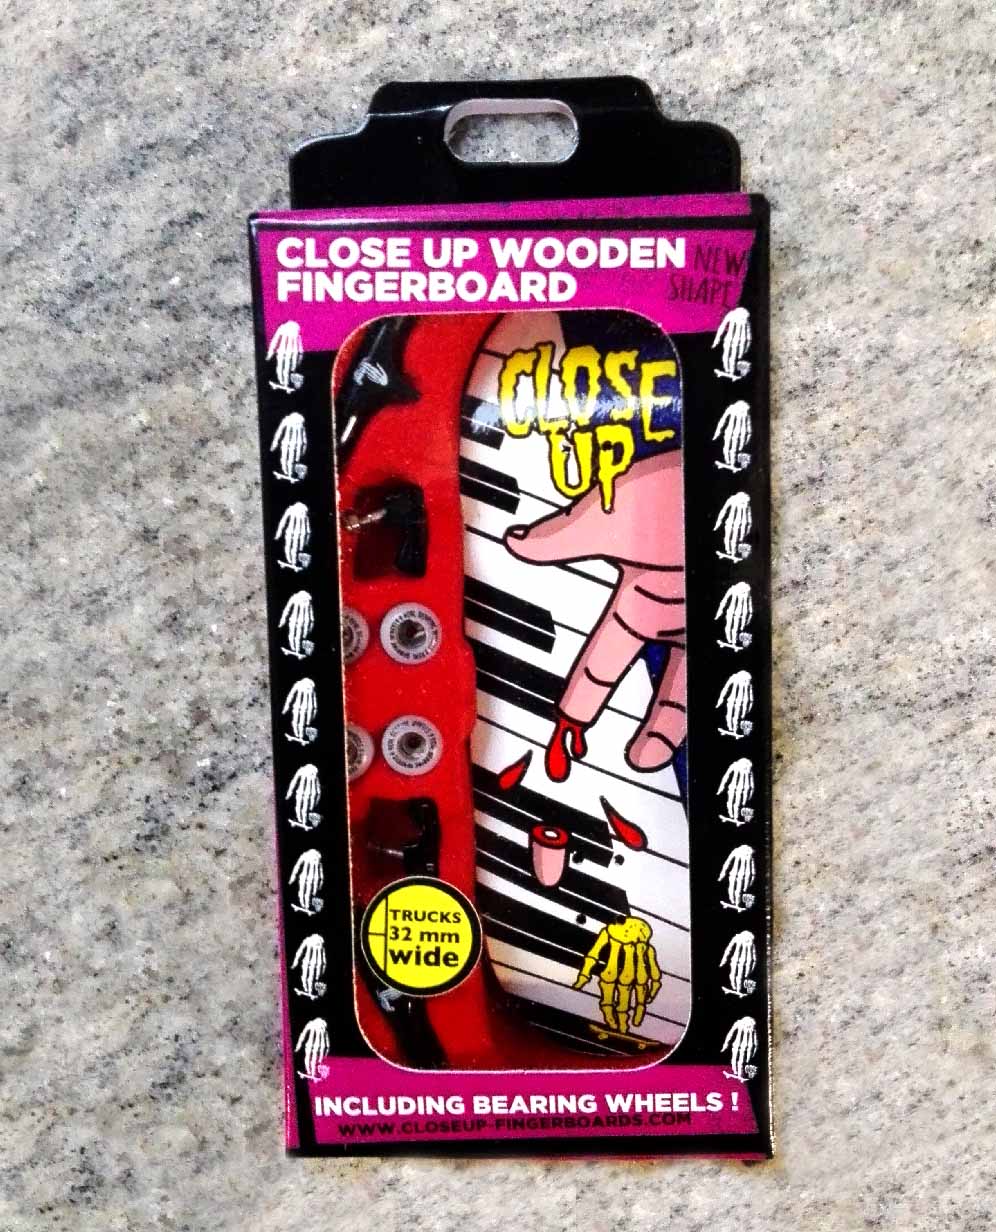 CLOSE UP WOODEN
FINGERBOARD
NEW
SHAPE
CLOSE
UP
TRUCKS
32 mm
wide
INCLUDING BEARING WHEELS !
WWW.CLOSEUP-FINGERBOARDS.COM